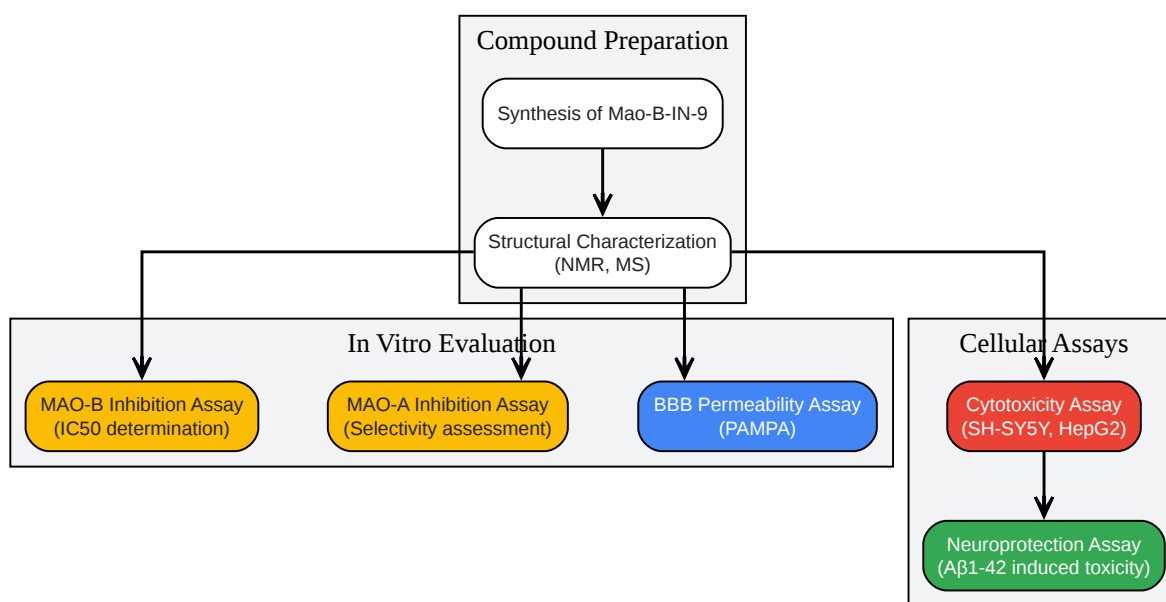 Compound Preparation
Synthesis of Mao-B-IN-9
Structural Characterization
(NMR, MS)
In Vitro Evaluation
MAO-B Inhibition Assay
(IC50 determination)
MAO-A Inhibition Assay
(Selectivity assessment)
BBB Permeability Assay
(PAMPA)
Cellular Assays
Cytotoxicity Assay
(SH-SY5Y, HepG2)
Neuroprotection Assay
(Aβ1-42 induced toxicity)